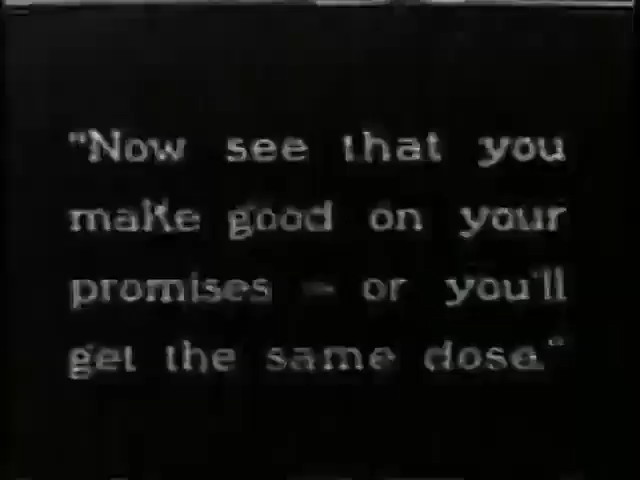 "Now see that you
make good on your
promises - or you'll
get the same dose."